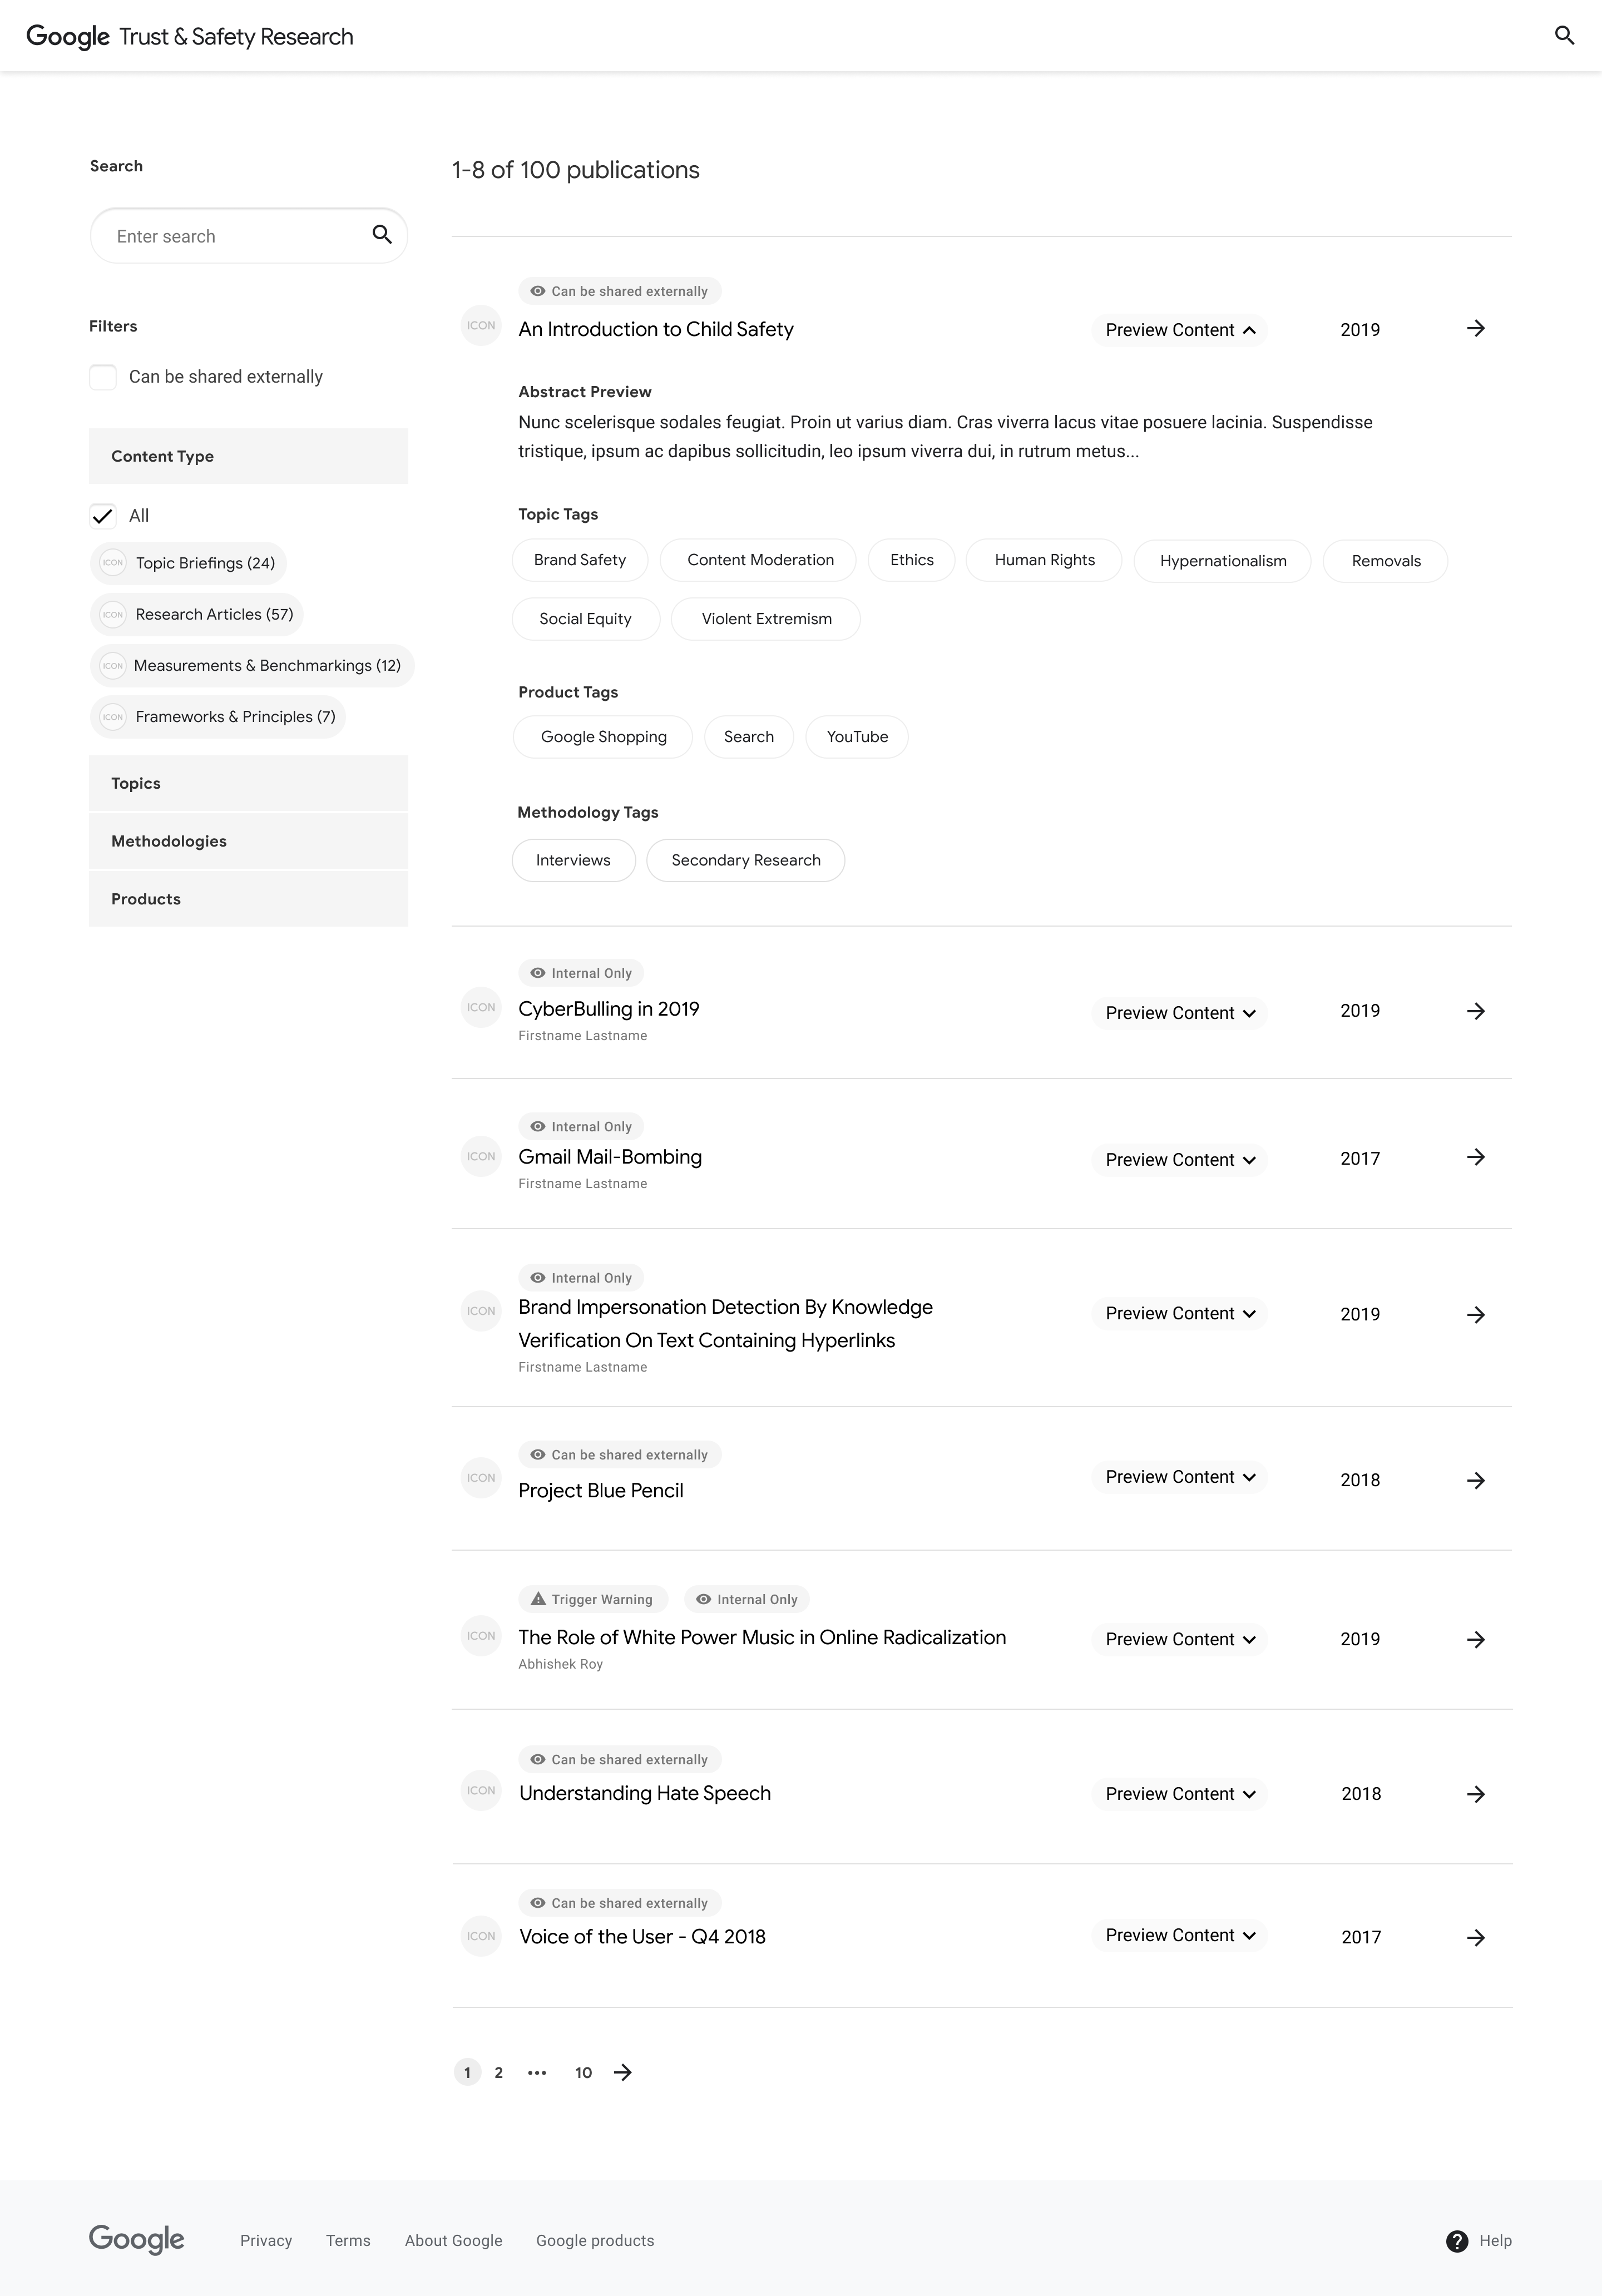 Google Trust & Safety Research
Search
Enter search
Filters
Can be shared externally
Content Type
All
ICON Topic Briefings (24)
ICON Research Articles (57)
ICON Measurements & Benchmarkings (12)
ICON Frameworks & Principles (7)
Topics
Methodologies
Products
1-8 of 100 publications
Can be shared externally
ICON An Introduction to Child Safety Preview Content 2019
Abstract Preview
Nunc scelerisque sodales feugiat. Proin ut varius diam. Cras viverra lacus vitae posuere lacinia. Suspendisse
tristique, ipsum ac dapibus sollicitudin, leo ipsum viverra dui, in rutrum metus...
Topic Tags
Brand Safety Content Moderation Ethics Human Rights Hypernationalism Removals
Social Equity Violent Extremism
Product Tags
Google Shopping Search YouTube
Methodology Tags
Interviews Secondary Research
Internal Only
ICON CyberBulling in 2019 Preview Content 2019
Firstname Lastname
Internal Only
ICON Gmail Mail-Bombing Preview Content 2017
Firstname Lastname
Internal Only
ICON Brand Impersonation Detection By Knowledge Preview Content 2019
Verification On Text Containing Hyperlinks
Firstname Lastname
Can be shared externally
ICON Project Blue Pencil Preview Content 2018
Trigger Warning Internal Only
ICON The Role of White Power Music in Online Radicalization Preview Content 2019
Abhishek Roy
Can be shared externally
ICON Understanding Hate Speech Preview Content 2018
Can be shared externally
ICON Voice of the User - Q4 2018 Preview Content 2017
1 2 ••• 10
Google Privacy Terms About Google Google products Help